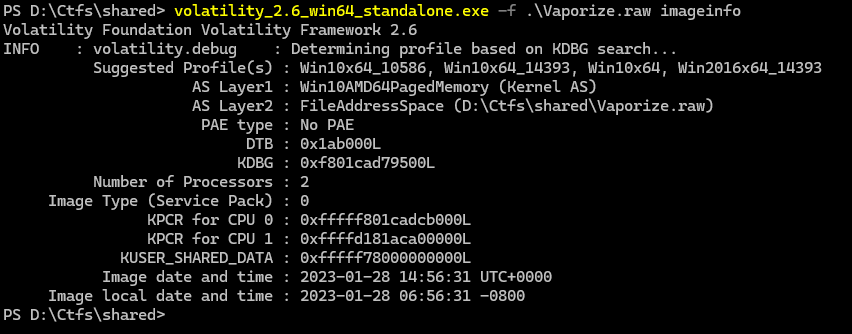 PS D:\Ctfs\shared> volatility_2.6_win64_standalone.exe -f .\Vaporize.raw imageinfo
Volatility Foundation Volatility Framework 2.6
INFO    : volatility.debug    : Determining profile based on KDBG search...
          Suggested Profile(s) : Win10x64_10586, Win10x64_14393, Win10x64, Win2016x64_14393
                     AS Layer1 : Win10AMD64PagedMemory (Kernel AS)
                     AS Layer2 : FileAddressSpace (D:\Ctfs\shared\Vaporize.raw)
                      PAE type : No PAE
                           DTB : 0x1ab000L
                          KDBG : 0xf801cad79500L
          Number of Processors : 2
     Image Type (Service Pack) : 0
                KPCR for CPU 0 : 0xfffff801cadcb000L
                KPCR for CPU 1 : 0xffffd181aca00000L
             KUSER_SHARED_DATA : 0xfffff78000000000L
           Image date and time : 2023-01-28 14:56:31 UTC+0000
     Image local date and time : 2023-01-28 06:56:31 -0800
PS D:\Ctfs\shared>